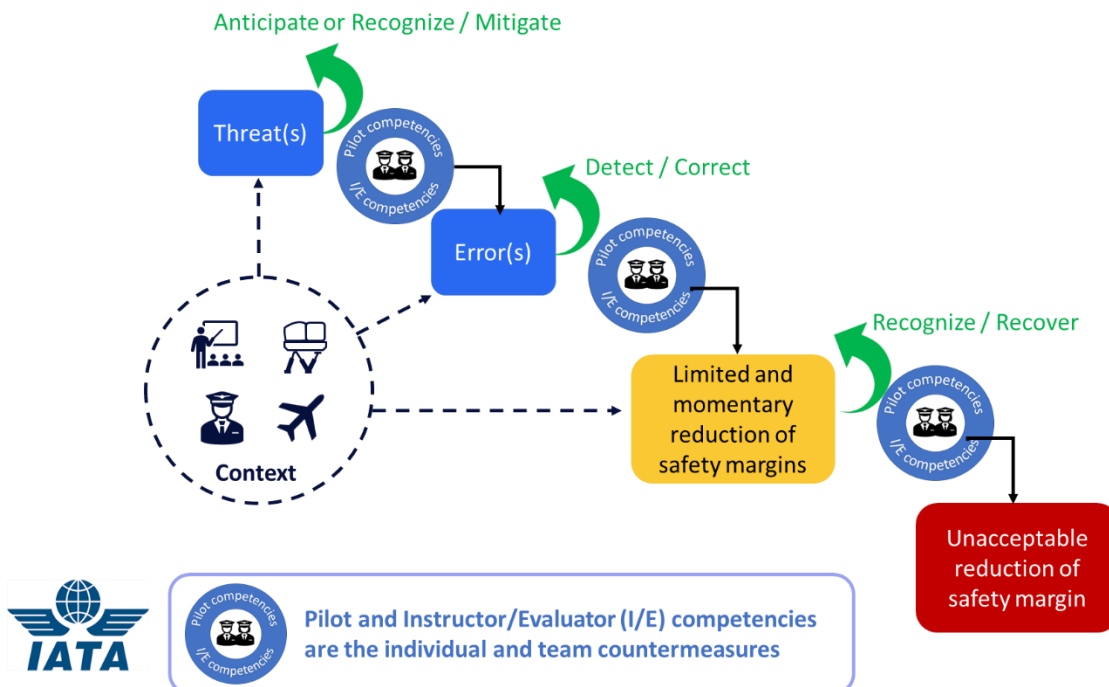 Anticipate or Recognize / Mitigate
Threat(s)
Pilot competencies
I/E competencies
Detect / Correct
Error(s)
Pilot competencies
I/E competencies
Recognize / Recover
Limited and
momentary
reduction of
safety margins
Pilot competencies
I/E competencies
Context
Unacceptable
reduction of
safety margin
IATA
Pilot competencies
I/E competencies
Pilot and Instructor/Evaluator (I/E) competencies
are the individual and team countermeasures